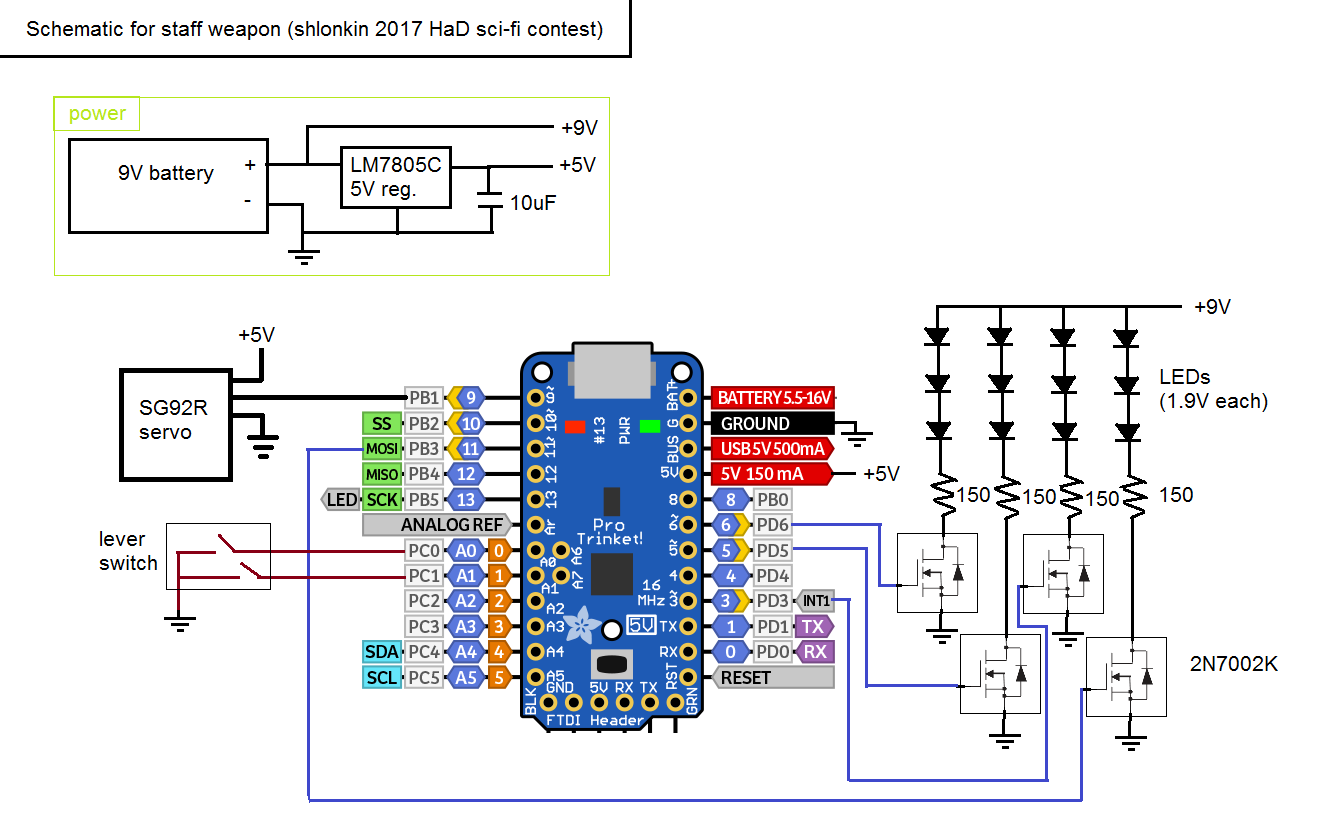 Schematic for staff weapon (shlonkin 2017 HaD sci-fi contest)
power
9V battery
+
-
LM7805C
5V reg.
+9V
+5V
10uF
+5V
SG92R
servo
lever
switch
PB1 9
SS PB2 10
MOSI PB3 11
MISO PB4 12
LED SCK PB5 13
ANALOG REF
PC0 A0 0
PC1 A1 1
PC2 A2 2
PC3 A3 3
SDA PC4 A4 4
SCL PC5 A5 5
9
10
11
12
13
Ar
A0
A1
A2
A3
A4
A5
A6
A7
#13
PWR
Pro
Trinket!
16
MHz
5V
BAT+
G
BUS
5V
8
6
5
4
3
TX
RX
RST
BLK
GND
5V RX TX
GRN
FTDI Header
BATTERY 5.5-16V
GROUND
USB 5V 500mA
5V 150 mA
+5V
8 PB0
6 PD6
5 PD5
4 PD4
3 PD3 INT1
1 PD1 TX
0 PD0 RX
RESET
+9V
LEDs
(1.9V each)
150
150
150
150
2N7002K